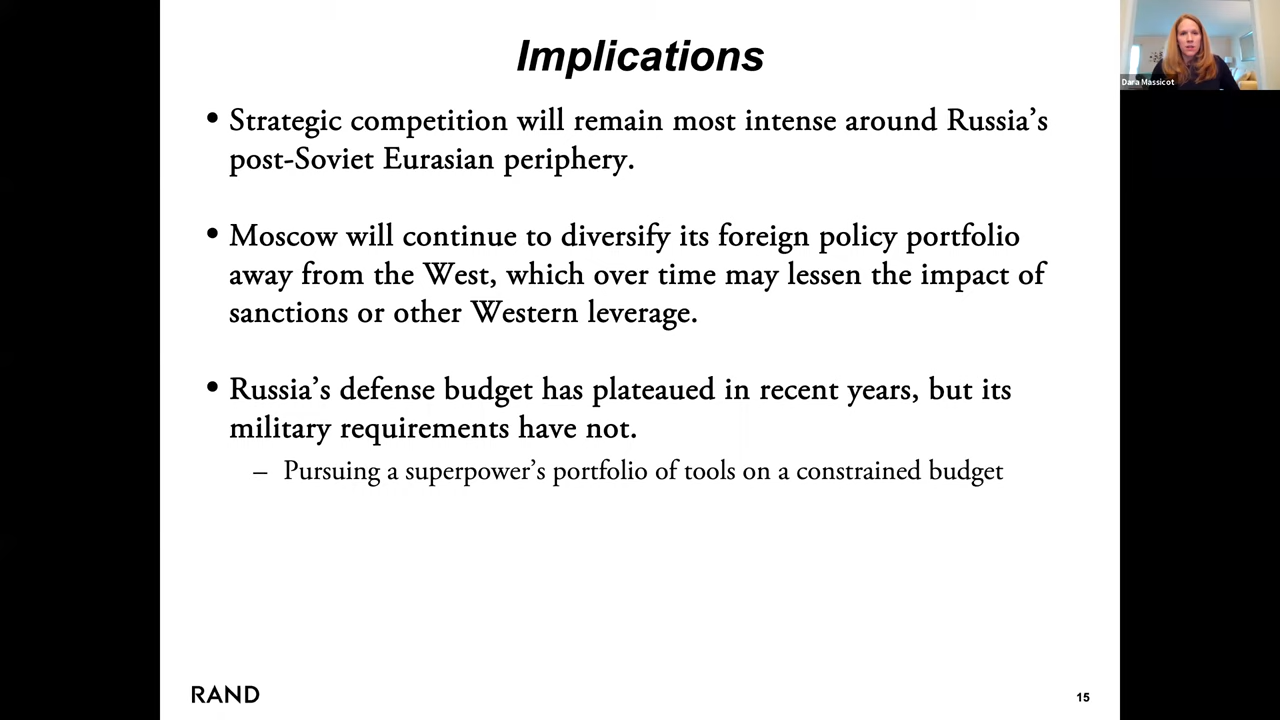 Implications
• Strategic competition will remain most intense around Russia’s
post-Soviet Eurasian periphery.
• Moscow will continue to diversify its foreign policy portfolio
away from the West, which over time may lessen the impact of
sanctions or other Western leverage.
• Russia’s defense budget has plateaued in recent years, but its
military requirements have not.
– Pursuing a superpower’s portfolio of tools on a constrained budget
RAND
15
Dara Massicot